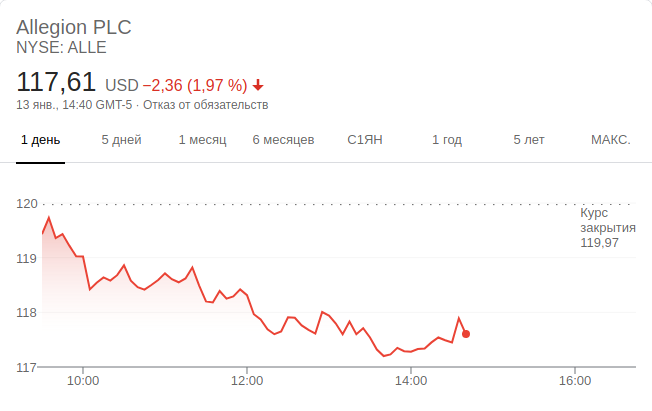 Allegion PLC
NYSE: ALLE
117,61 USD −2,36 (1,97 %)
13 янв., 14:40 GMT-5 · Отказ от обязательств
1 день 5 дней 1 месяц 6 месяцев С1ЯН 1 год 5 лет МАКС.
120
Курс
закрытия
119,97
119
118
117
10:00 12:00 14:00 16:00